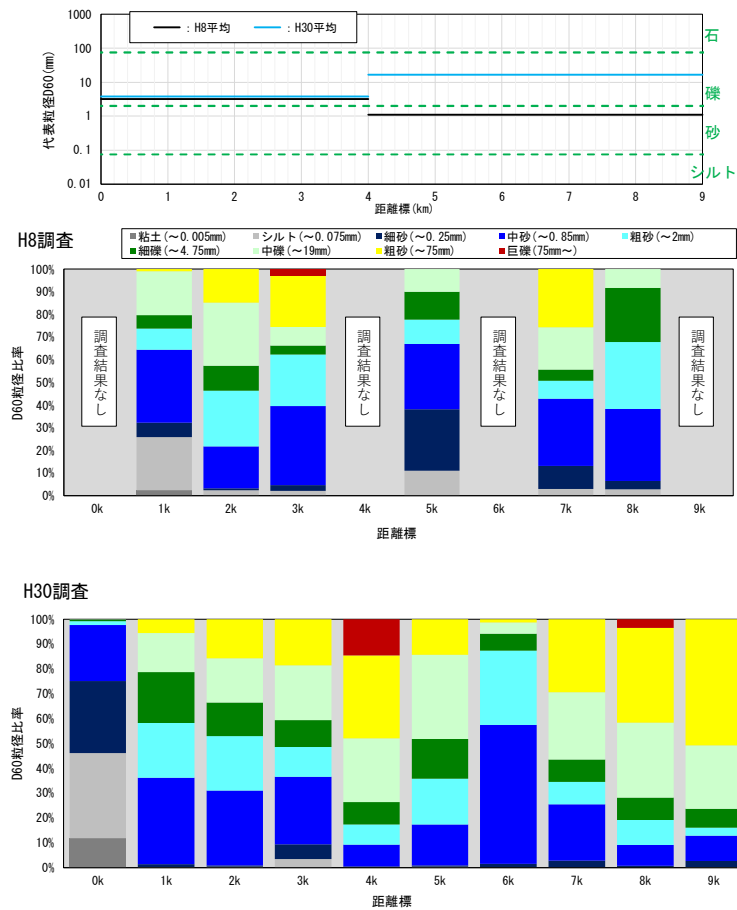 : H8平均
: H30平均
代表粒径D60(mm)
1000
100
10
1
0.1
0.01
石
礫
砂
シルト
0
1
2
3
4
5
6
7
8
9
距離標(km)
H8調査
粘土(～0.005mm)
シルト(～0.075mm)
細砂(～0.25mm)
中砂(～0.85mm)
粗砂(～2mm)
細礫(～4.75mm)
中礫(～19mm)
粗砂(～75mm)
巨礫(75mm～)
D60粒径比率
100%
90%
80%
70%
60%
50%
40%
30%
20%
10%
0%
調査結果なし
調査結果なし
調査結果なし
調査結果なし
0k
1k
2k
3k
4k
5k
6k
7k
8k
9k
距離標
H30調査
D60粒径比率
100%
90%
80%
70%
60%
50%
40%
30%
20%
10%
0%
0k
1k
2k
3k
4k
5k
6k
7k
8k
9k
距離標